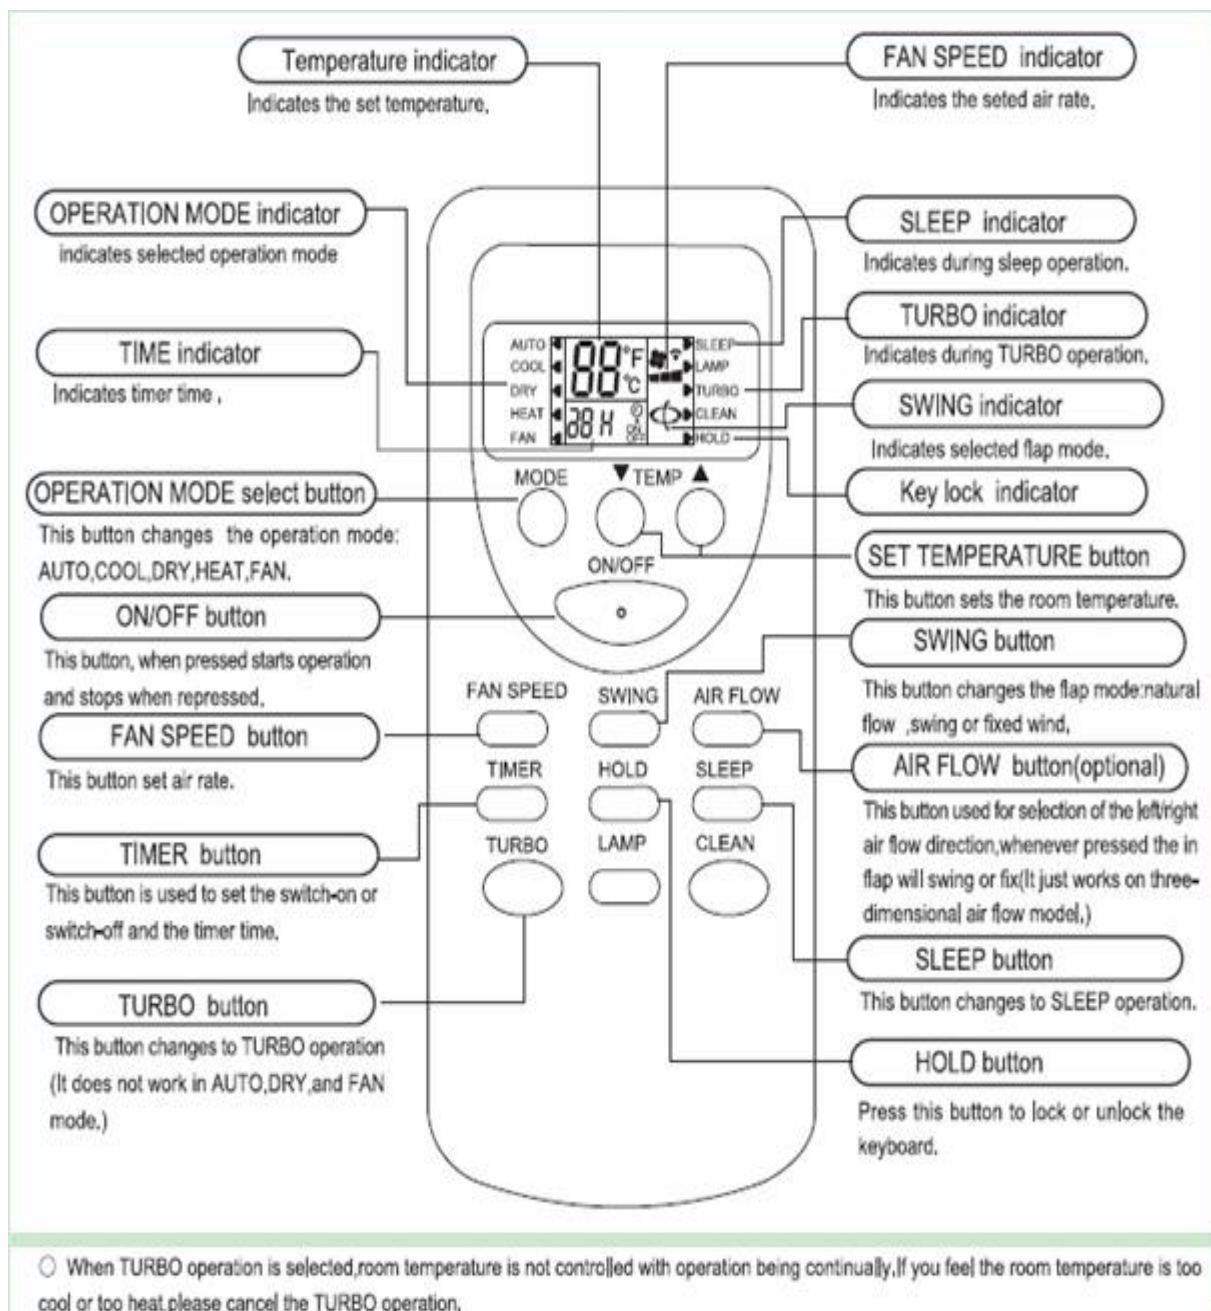 Temperature indicator
Indicates the set temperature.
FAN SPEED indicator
Indicates the seted air rate.
OPERATION MODE indicator
indicates selected operation mode
TIME indicator
Indicates timer time .
OPERATION MODE select button
This button changes the operation mode:
AUTO,COOL,DRY,HEAT,FAN.
ON/OFF button
This button, when pressed starts operation
and stops when repressed.
FAN SPEED button
This button set air rate.
TIMER button
This button is used to set the switch-on or
switch-off and the timer time.
TURBO button
This button changes to TURBO operation
(It does not work in AUTO,DRY,and FAN
mode.)
AUTO
COOL
DRY
HEAT
FAN
88 °F
°C
ON
OFF
SLEEP
LAMP
TURBO
CLEAN
HOLD
MODE
▼ TEMP ▲
ON/OFF
FAN SPEED SWING AIR FLOW
TIMER HOLD SLEEP
TURBO LAMP CLEAN
SLEEP indicator
Indicates during sleep operation.
TURBO indicator
Indicates during TURBO operation.
SWING indicator
Indicates selected flap mode.
Key lock indicator
SET TEMPERATURE button
This button sets the room temperature.
SWING button
This button changes the flap mode:natural
flow ,swing or fixed wind.
AIR FLOW button(optional)
This button used for selection of the left/right
air flow direction,whenever pressed the in
flap will swing or fix(It just works on three-
dimensional air flow model.)
SLEEP button
This button changes to SLEEP operation.
HOLD button
Press this button to lock or unlock the
keyboard.
○ When TURBO operation is selected,room temperature is not controlled with operation being continually.If you feel the room temperature is too
cool or too heat,please cancel the TURBO operation.